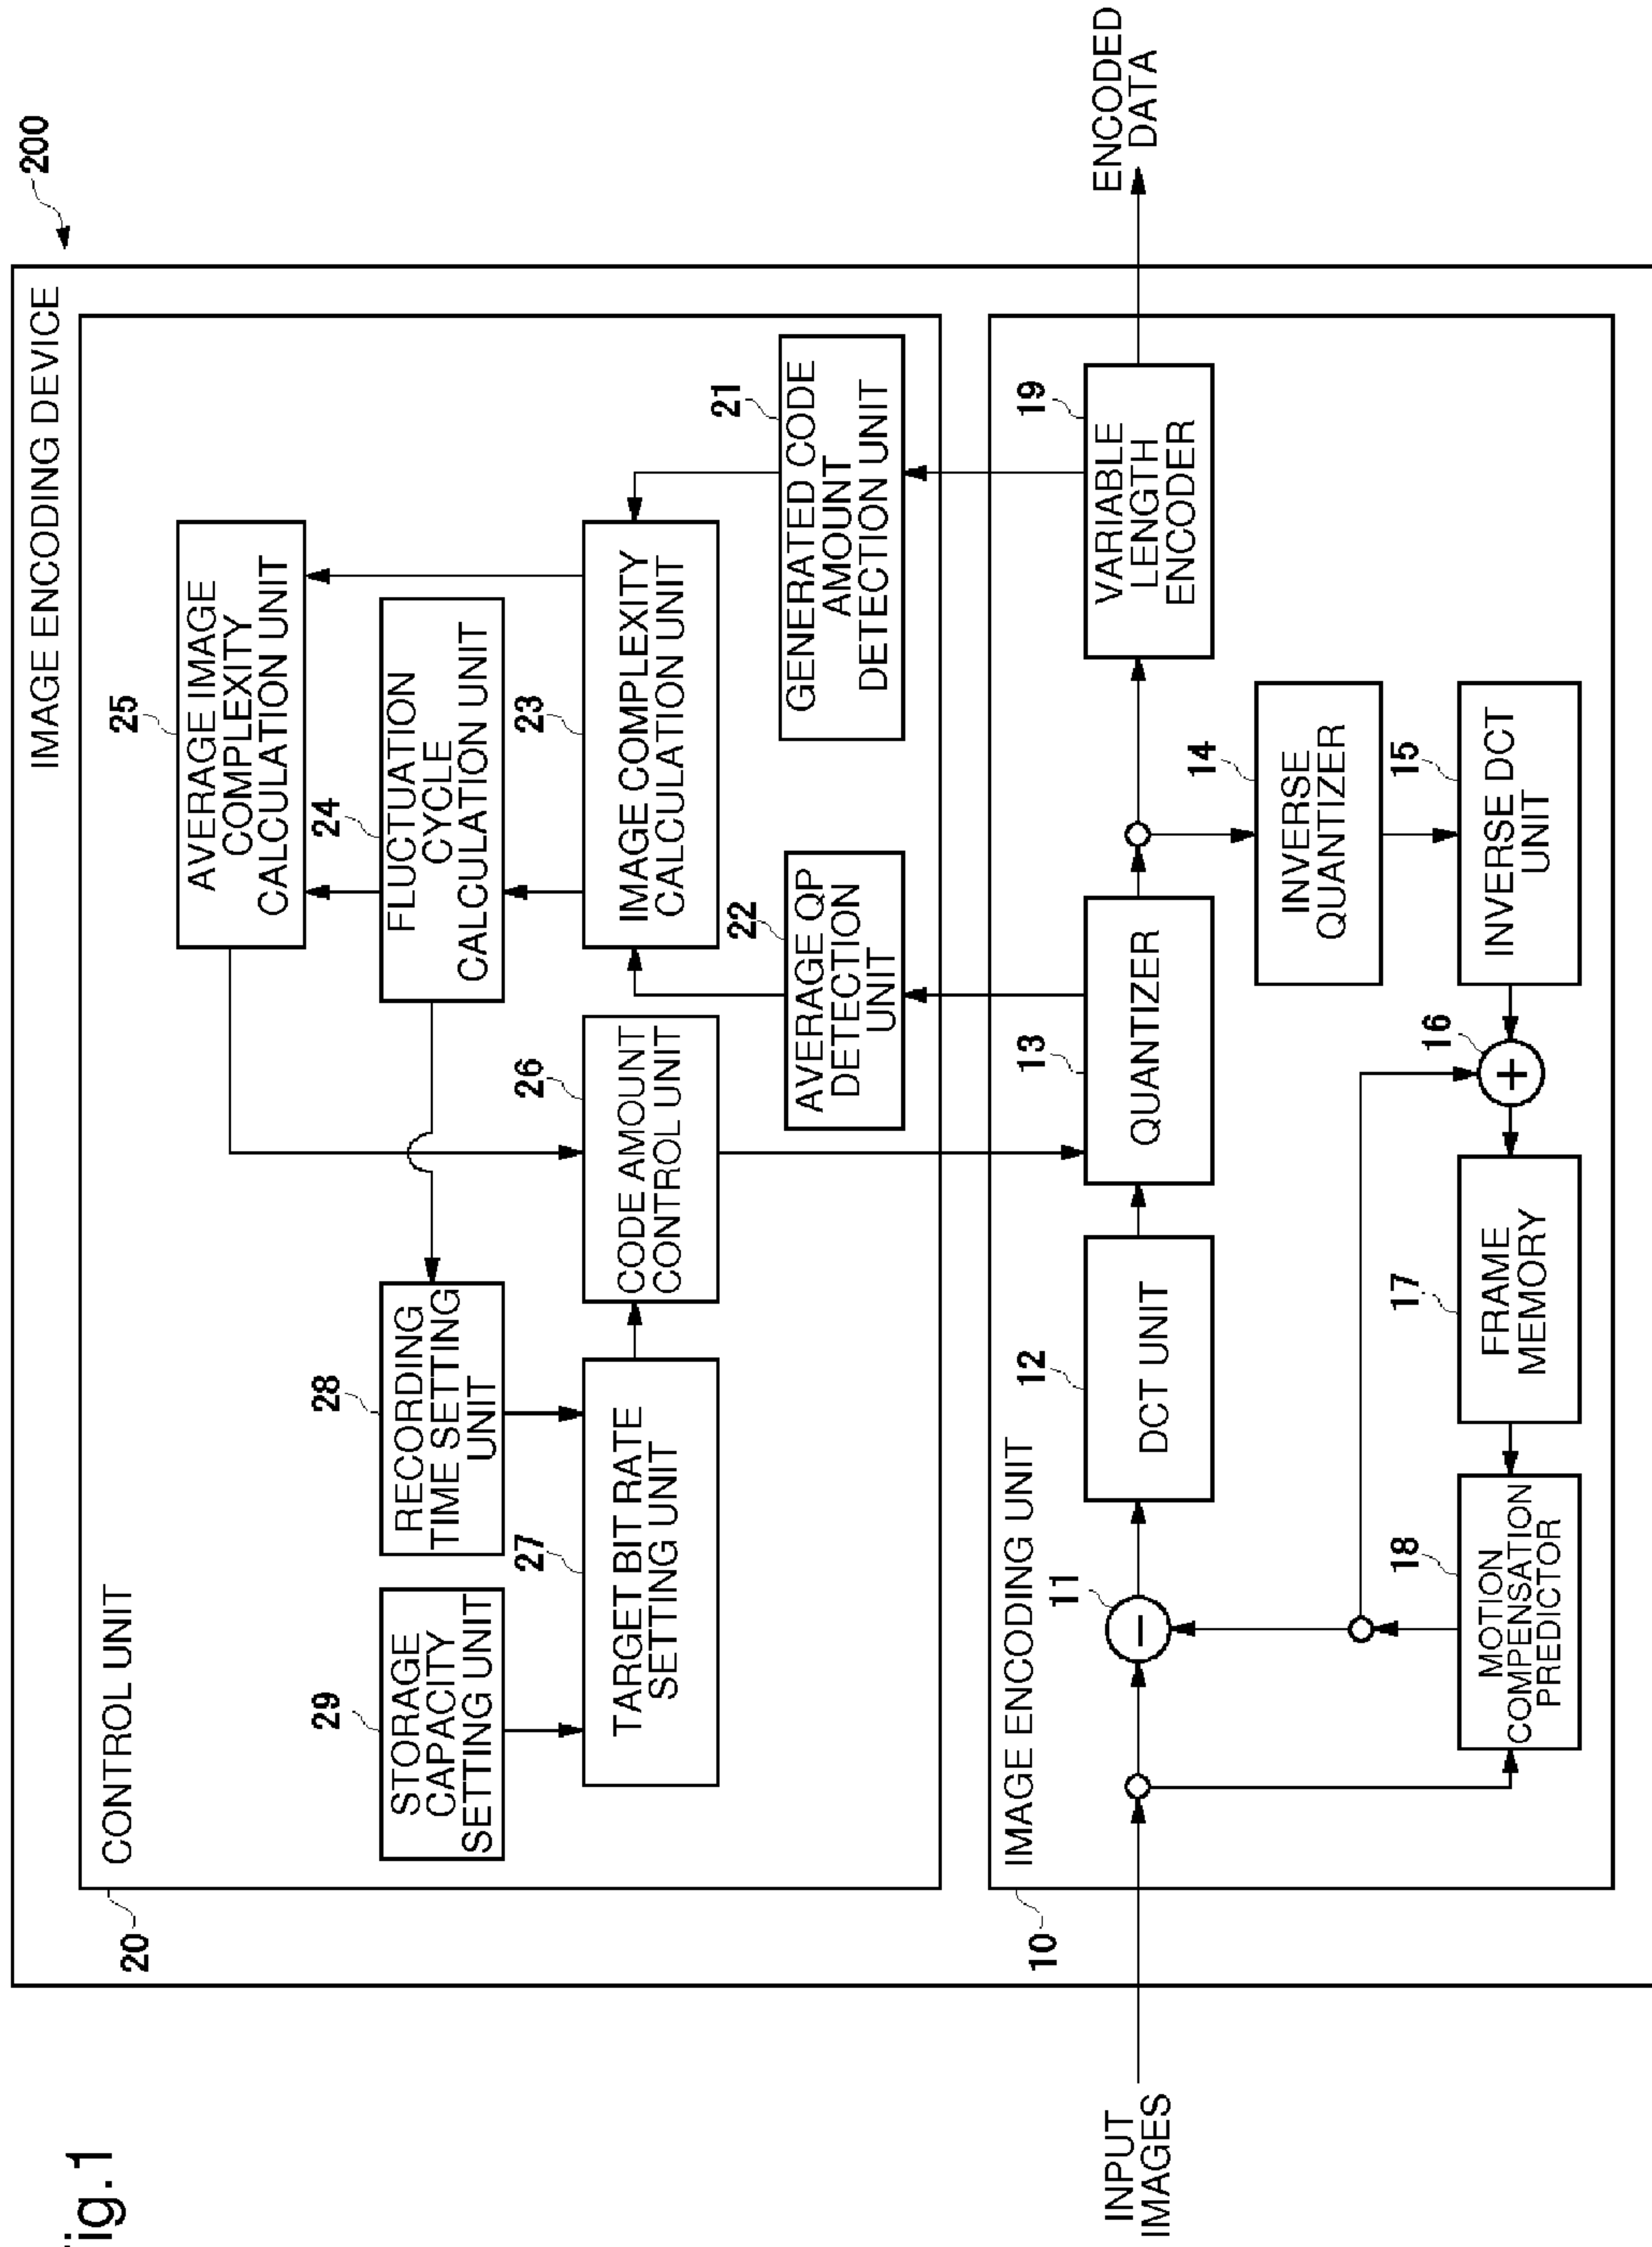 Fig.1
200
IMAGE ENCODING DEVICE
20
CONTROL UNIT
25
AVERAGE IMAGE
COMPLEXITY
CALCULATION UNIT
29
STORAGE
CAPACITY
SETTING UNIT
28
RECORDING
TIME SETTING
UNIT
24
FLUCTUATION
CYCLE
CALCULATION UNIT
27
TARGET BIT RATE
SETTING UNIT
26
CODE AMOUNT
CONTROL UNIT
23
IMAGE COMPLEXITY
CALCULATION UNIT
22
AVERAGE QP
DETECTION
UNIT
21
GENERATED CODE
AMOUNT
DETECTION UNIT
10
IMAGE ENCODING UNIT
INPUT
IMAGES
11
−
12
DCT UNIT
13
QUANTIZER
19
VARIABLE
LENGTH
ENCODER
ENCODED
DATA
14
INVERSE
QUANTIZER
18
MOTION
COMPENSATION
PREDICTOR
17
FRAME
MEMORY
16
+
15
INVERSE DCT
UNIT